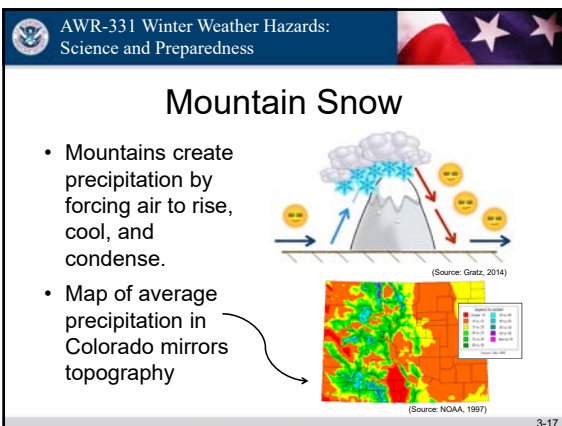 AWR-331 Winter Weather Hazards:
Science and Preparedness
Mountain Snow
• Mountains create
precipitation by
forcing air to rise,
cool, and
condense.
(Source: Gratz, 2014)
• Map of average
precipitation in
Colorado mirrors
topography
(Source: NOAA, 1997)
3-17